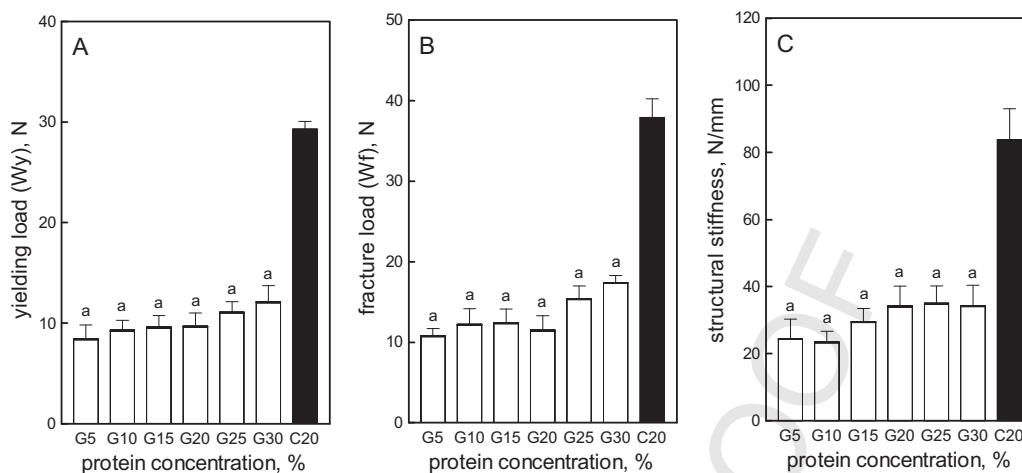 A
yielding load (Wy), N
40
30
20
10
0
a a a a a a
G5 G10 G15 G20 G25 G30 C20
protein concentration, %
B
fracture load (Wf), N
50
40
30
20
10
0
a a a a a a
G5 G10 G15 G20 G25 G30 C20
protein concentration, %
C
structural stiffness, N/mm
120
100
80
60
40
20
0
a a a a a a
G5 G10 G15 G20 G25 G30 C20
protein concentration, %
OOF